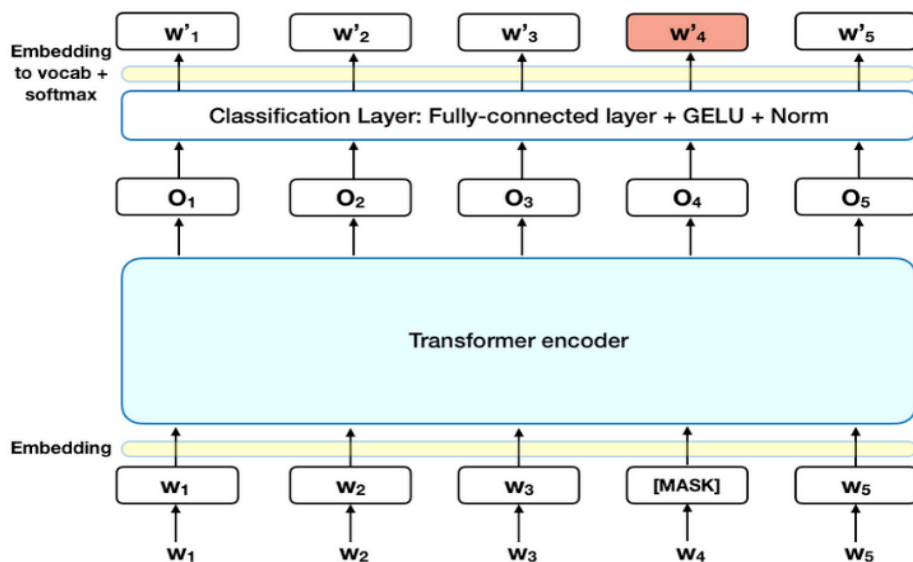 w'₁ w'₂ w'₃ w'₄ w'₅
Embedding
to vocab +
softmax
Classification Layer: Fully-connected layer + GELU + Norm
O₁ O₂ O₃ O₄ O₅
Transformer encoder
Embedding
W₁ W₂ W₃ [MASK] W₅
W₁ W₂ W₃ W₄ W₅